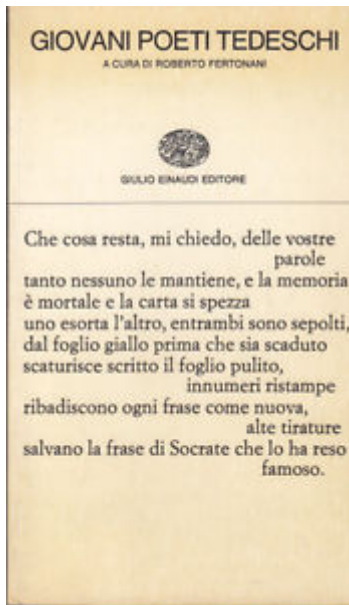 GIOVANI POETI TEDESCHI
A CURA DI ROBERTO FERTONANI
GIULIO EINAUDI EDITORE
Che cosa resta, mi chiedo, delle vostre
parole
tanto nessuno le mantiene, e la memoria
è mortale e la carta si spezza
uno esorta l'altro, entrambi sono sepolti,
dal foglio giallo prima che sia scaduto
scaturisce scritto il foglio pulito,
innumeri ristampe
ribadiscono ogni frase come nuova,
alte tirature
salvano la frase di Socrate che lo ha reso
famoso.